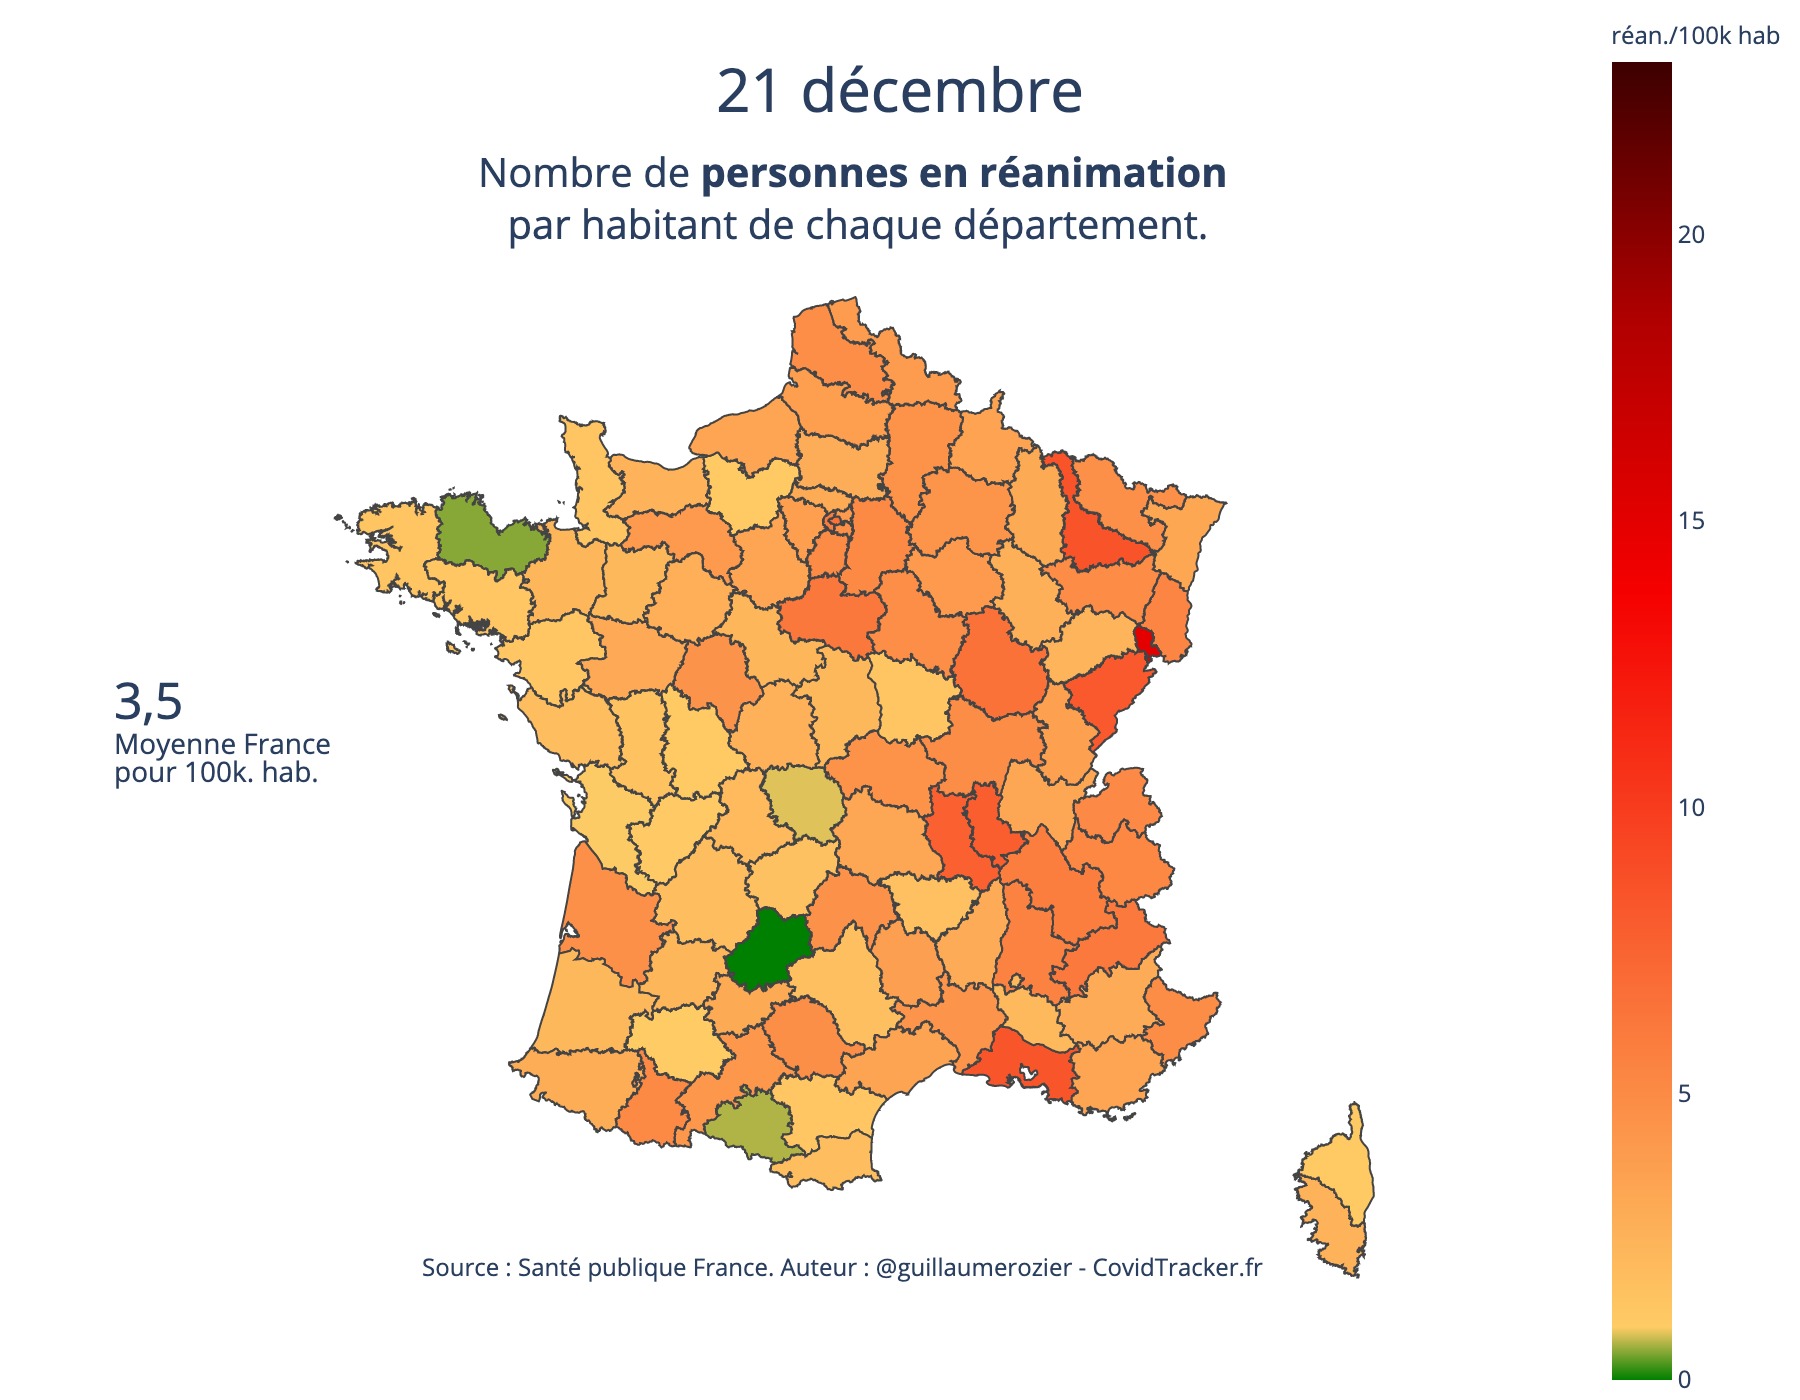 réan./100k hab
21 décembre
Nombre de personnes en réanimation
par habitant de chaque département.
20
15
3,5
Moyenne France
pour 100k. hab.
10
5
Source : Santé publique France. Auteur : @guillaumerozier - CovidTracker.fr
0